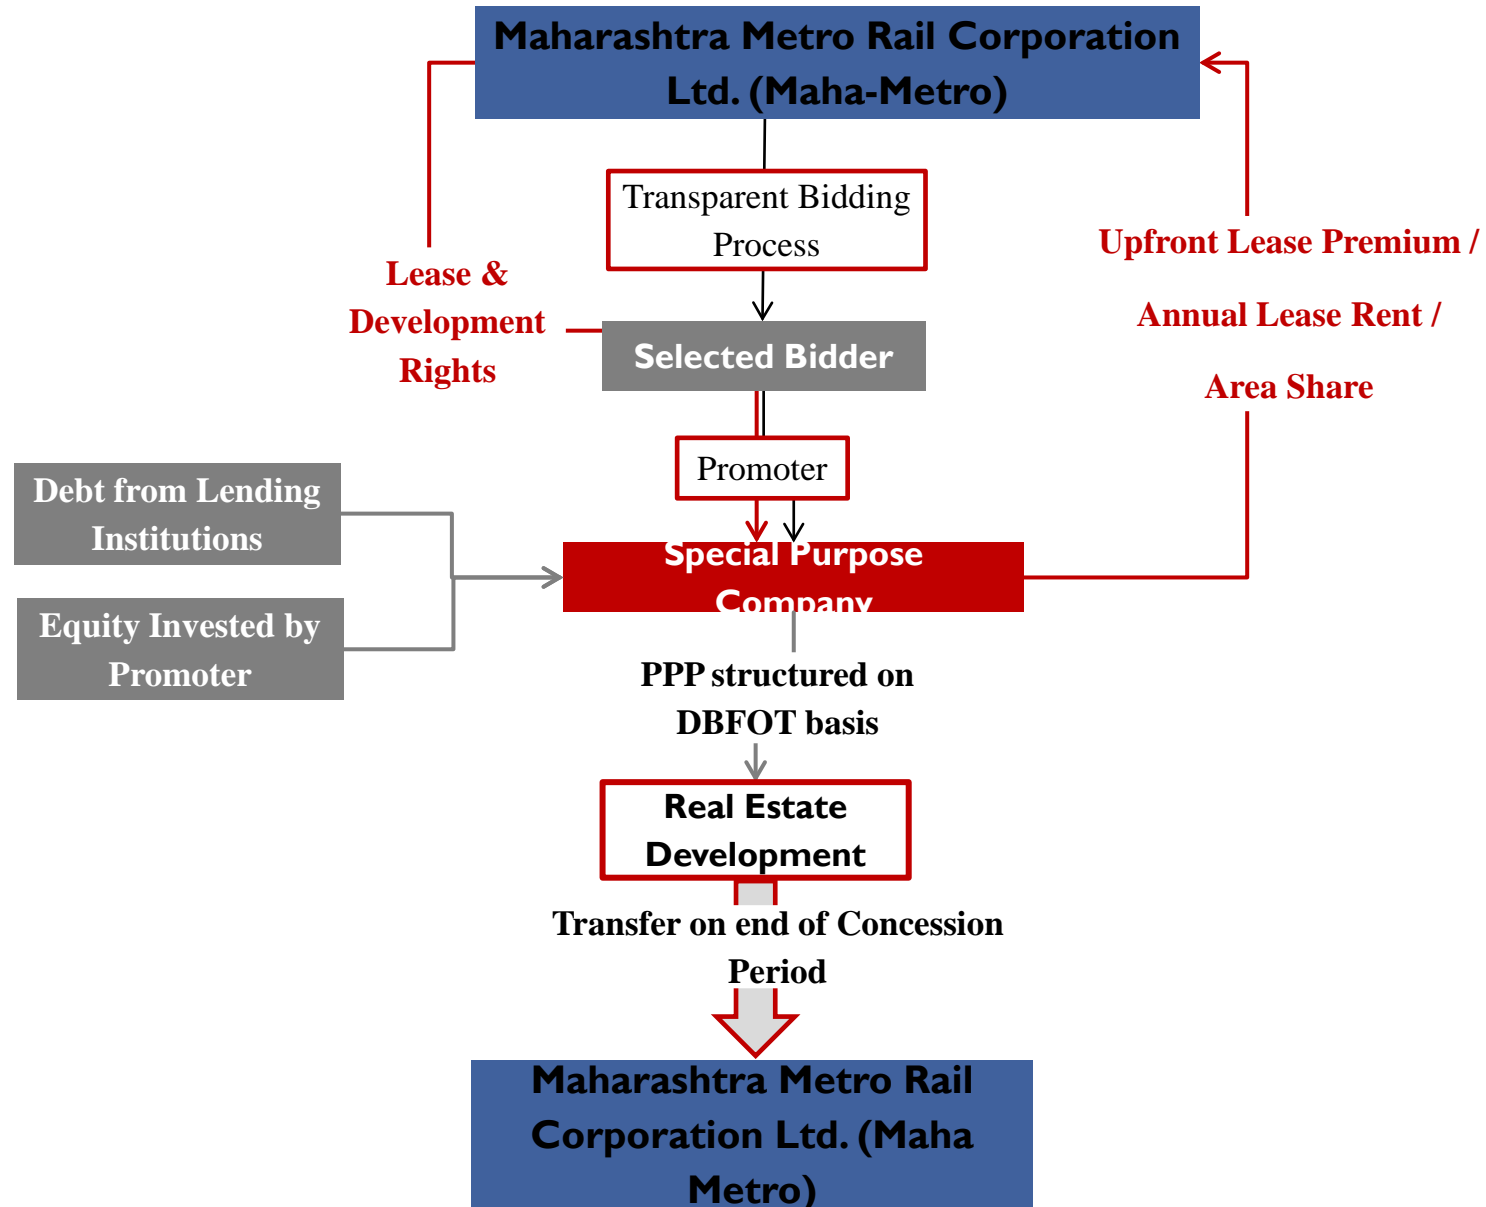 Maharashtra Metro Rail Corporation
Ltd. (Maha-Metro)
Transparent Bidding
Process
Lease &
Development
Rights
Upfront Lease Premium /
Annual Lease Rent /
Area Share
Selected Bidder
Promoter
Debt from Lending
Institutions
Equity Invested by
Promoter
Special Purpose
Company
PPP structured on
DBFOT basis
Real Estate
Development
Transfer on end of Concession
Period
Maharashtra Metro Rail
Corporation Ltd. (Maha
Metro)